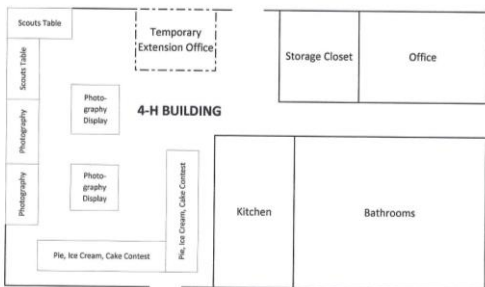 Scouts Table
Temporary
Extension Office
Storage Closet
Office
Scouts Table
Photo-
graphy
Display
4-H BUILDING
Photography
Photo-
graphy
Display
Photography
Pie, Ice Cream, Cake Contest
Kitchen
Bathrooms
Pie, Ice Cream, Cake Contest